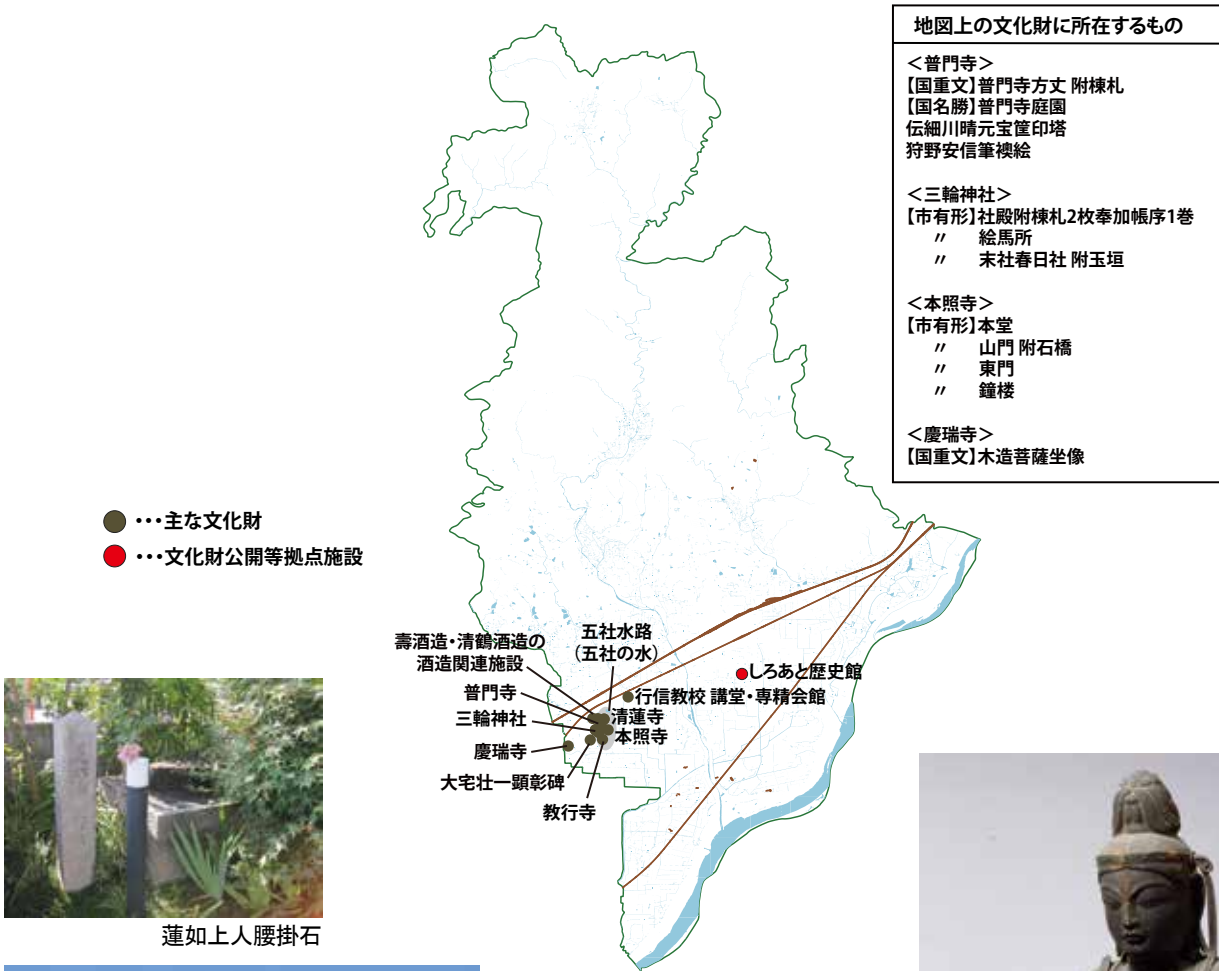 地図上の文化財に所在するもの
＜普門寺＞
【国重文】普門寺方丈 附棟札
【国名勝】普門寺庭園
伝細川晴元宝筐印塔
狩野安信筆襖絵
＜三輪神社＞
【市有形】社殿附棟札2枚奉加帳序1巻
〃 絵馬所
〃 末社春日社 附玉垣
＜本照寺＞
【市有形】本堂
〃 山門 附石橋
〃 東門
〃 鐘楼
＜慶瑞寺＞
【国重文】木造菩薩坐像
●･･･主な文化財
●･･･文化財公開等拠点施設
壽酒造・清鶴酒造の
酒造関連施設
五社水路
（五社の水）
しろあと歴史館
普門寺
行信教校 講堂・専精会館
三輪神社
清蓮寺
本照寺
慶瑞寺
大宅壮一顕彰碑
教行寺
蓮如上人腰掛石